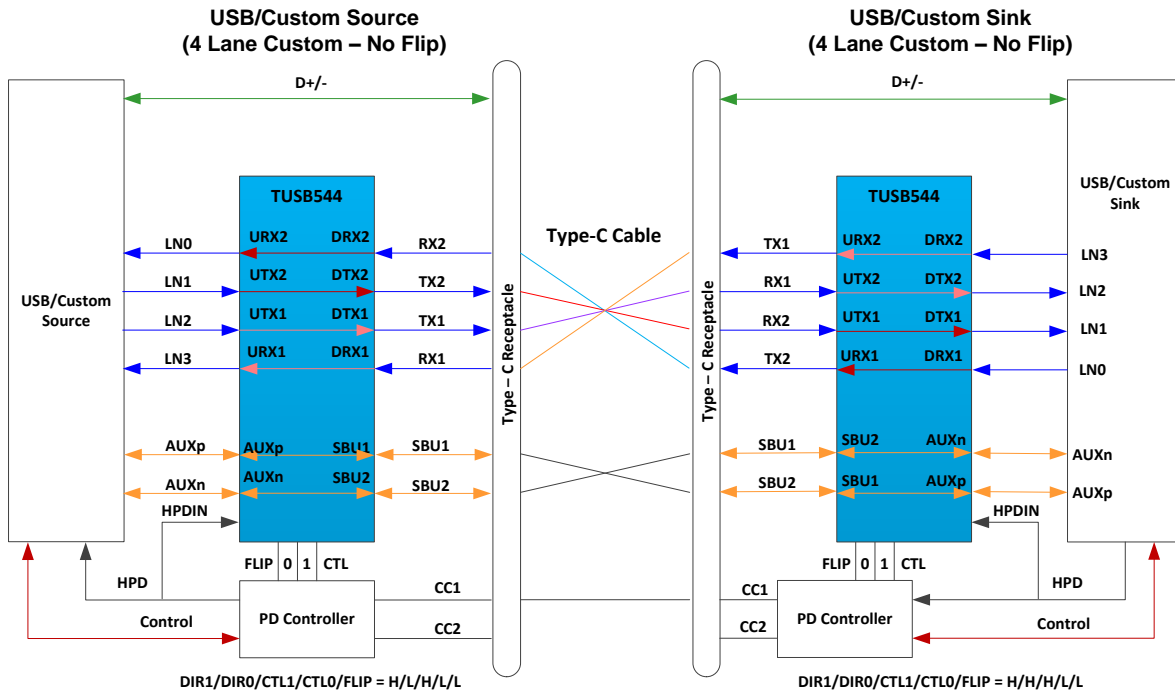 USB/Custom Source
(4 Lane Custom – No Flip)
USB/Custom Sink
(4 Lane Custom – No Flip)
D+/-
D+/-
TUSB544
TUSB544
USB/Custom
Sink
Type-C Cable
LN0
URX2
DRX2
RX2
TX1
URX2
DRX2
LN3
LN1
UTX2
DTX2
TX2
RX1
UTX2
DTX2
LN2
USB/Custom
Source
LN2
UTX1
DTX1
TX1
RX2
UTX1
DTX1
LN1
LN3
URX1
DRX1
RX1
TX2
URX1
DRX1
LN0
Type – C Receptacle
Type – C Receptacle
AUXp
AUXp
SBU1
SBU1
SBU1
SBU2
AUXn
AUXn
AUXn
AUXn
SBU2
SBU2
SBU2
SBU1
AUXp
AUXp
HPDIN
HPDIN
FLIP
0
1
CTL
FLIP
0
1
CTL
HPD
CC1
CC1
HPD
Control
PD Controller
CC2
CC2
PD Controller
Control
DIR1/DIR0/CTL1/CTL0/FLIP = H/L/H/L/L
DIR1/DIR0/CTL1/CTL0/FLIP = H/H/H/L/L